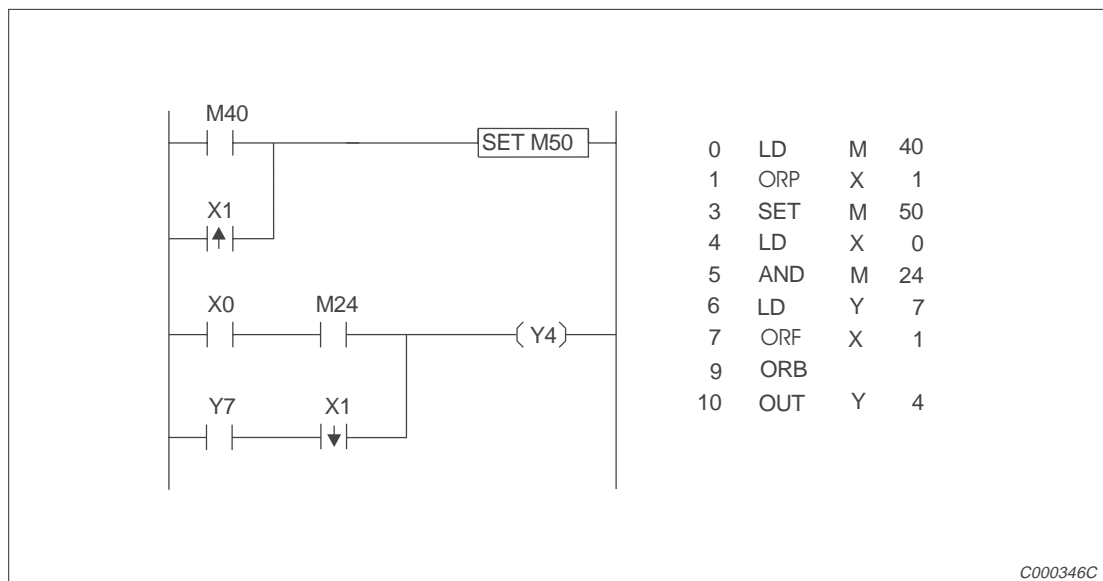 M40
SET M50
X1
X0 M24
Y4
Y7 X1
0 LD M 40
1 ORP X 1
3 SET M 50
4 LD X 0
5 AND M 24
6 LD Y 7
7 ORF X 1
9 ORB
10 OUT Y 4
C000346C